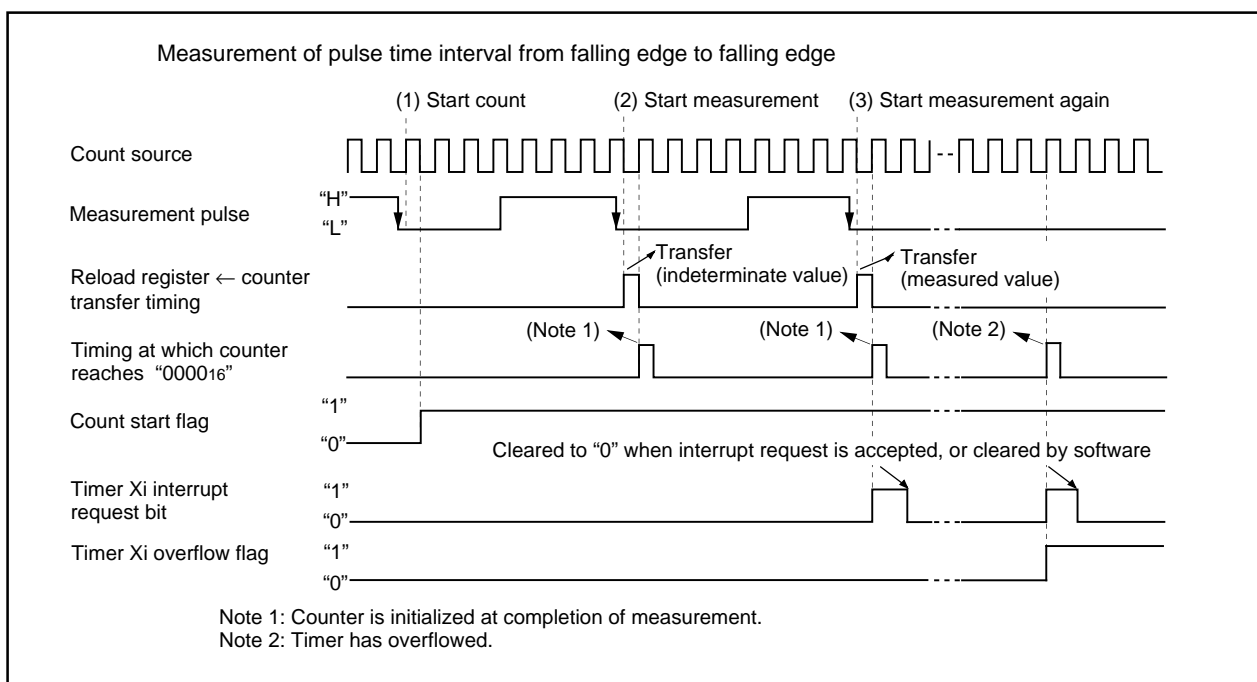 Measurement of pulse time interval from falling edge to falling edge
(1) Start count
(2) Start measurement
(3) Start measurement again
Count source
Measurement pulse
“H”
“L”
Reload register ← counter
transfer timing
Transfer
(indeterminate value)
Transfer
(measured value)
Timing at which counter
reaches “000016”
(Note 1)
(Note 1)
(Note 2)
Count start flag
“1”
“0”
Cleared to “0” when interrupt request is accepted, or cleared by software
Timer Xi interrupt
request bit
“1”
“0”
Timer Xi overflow flag
“1”
“0”
Note 1: Counter is initialized at completion of measurement.
Note 2: Timer has overflowed.